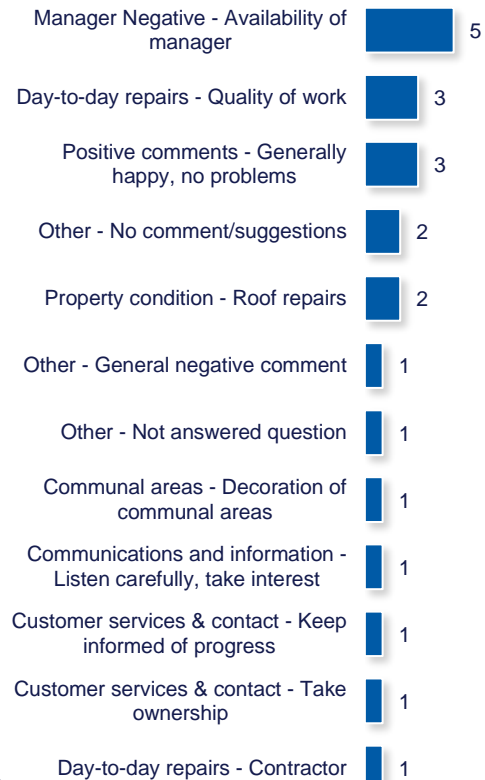 Manager Negative - Availability of
manager
5
Day-to-day repairs - Quality of work
3
Positive comments - Generally
happy, no problems
3
Other - No comment/suggestions
2
Property condition - Roof repairs
2
Other - General negative comment
1
Other - Not answered question
1
Communal areas - Decoration of
communal areas
1
Communications and information -
Listen carefully, take interest
1
Customer services & contact - Keep
informed of progress
1
Customer services & contact - Take
ownership
1
Day-to-day repairs - Contractor
1